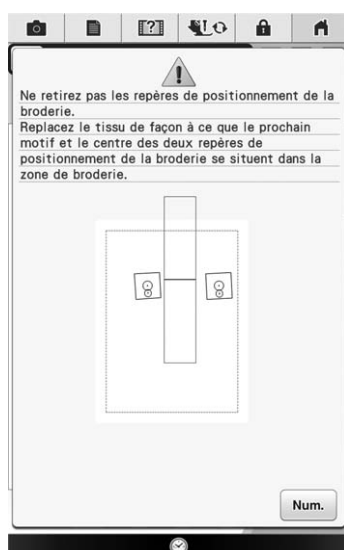 Ne retirez pas les repères de positionnement de la
broderie.
Replacez le tissu de façon à ce que le prochain
motif et le centre des deux repères de
positionnement de la broderie se situent dans la
zone de broderie.
Num.